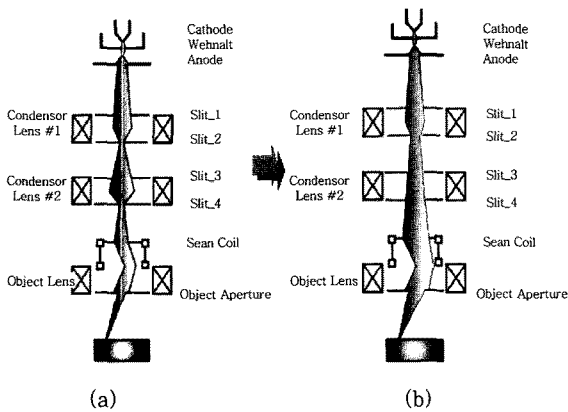 Cathode
Wehnalt
Anode
Condensor
Lens #1
Slit_1
Slit_2
Condensor
Lens #2
Slit_3
Slit_4
Sean Coil
Object Lens
Object Aperture
(a)
Cathode
Wehnalt
Anode
Condensor
Lens #1
Slit_1
Slit_2
Condensor
Lens #2
Slit_3
Slit_4
Sean Coil
Object Lens
Object Aperture
(b)